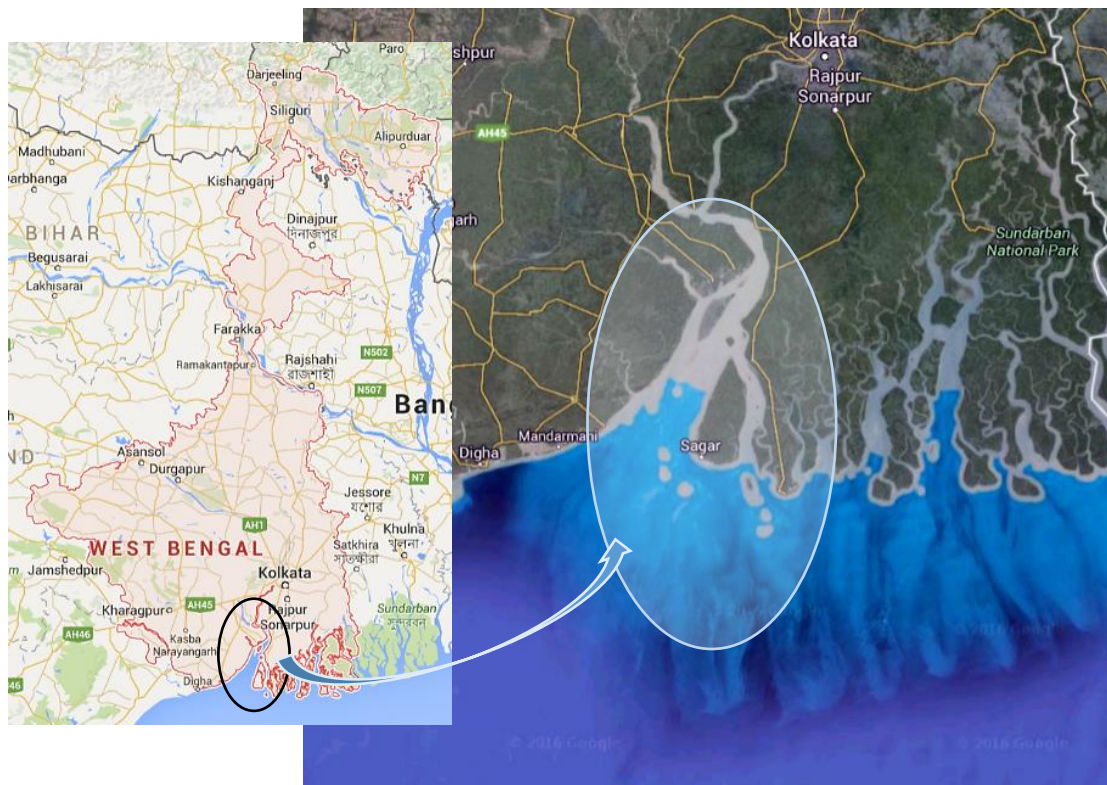 Paro
Darjeeling
Siliguri
Alipurduar
Madhubani
arbhanga
Kishanganj
Dinajpur
দিনাজপুর
BIHAR
Begusarai
Lakhisarai
Farakka
Ramakantapur
Rajshahi
রাজশাহী
N502
N507
Bang
Asansol
Durgapur
N7
Jessore
যশোর
AH1
Khulna
খুলনা
WEST BENGAL
Satkhira
সাতক্ষীরা
Jamshedpur
Kolkata
Kharagpur
AH45
Rajpur
Sonarpur
Sundarban
সুন্দরবন
AH46
Kasba
Narayangarh
Digha
46
shpur
Kolkata
Rajpur
Sonarpur
AH45
garh
Sundarban
National Park
Mandarmani
Digha
Sagar
© 2016 Google
© 2016 Google